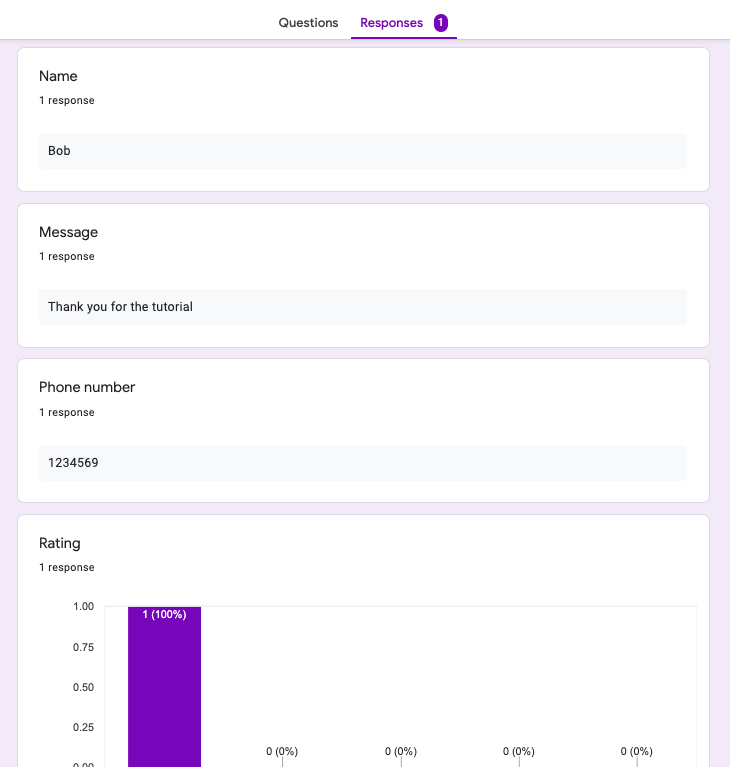 Questions Responses 1
Name
1 response
Bob
Message
1 response
Thank you for the tutorial
Phone number
1 response
1234569
Rating
1 response
1.00
1 (100%)
0.75
0.50
0.25
0 (0%) 0 (0%) 0 (0%) 0 (0%)
0.00